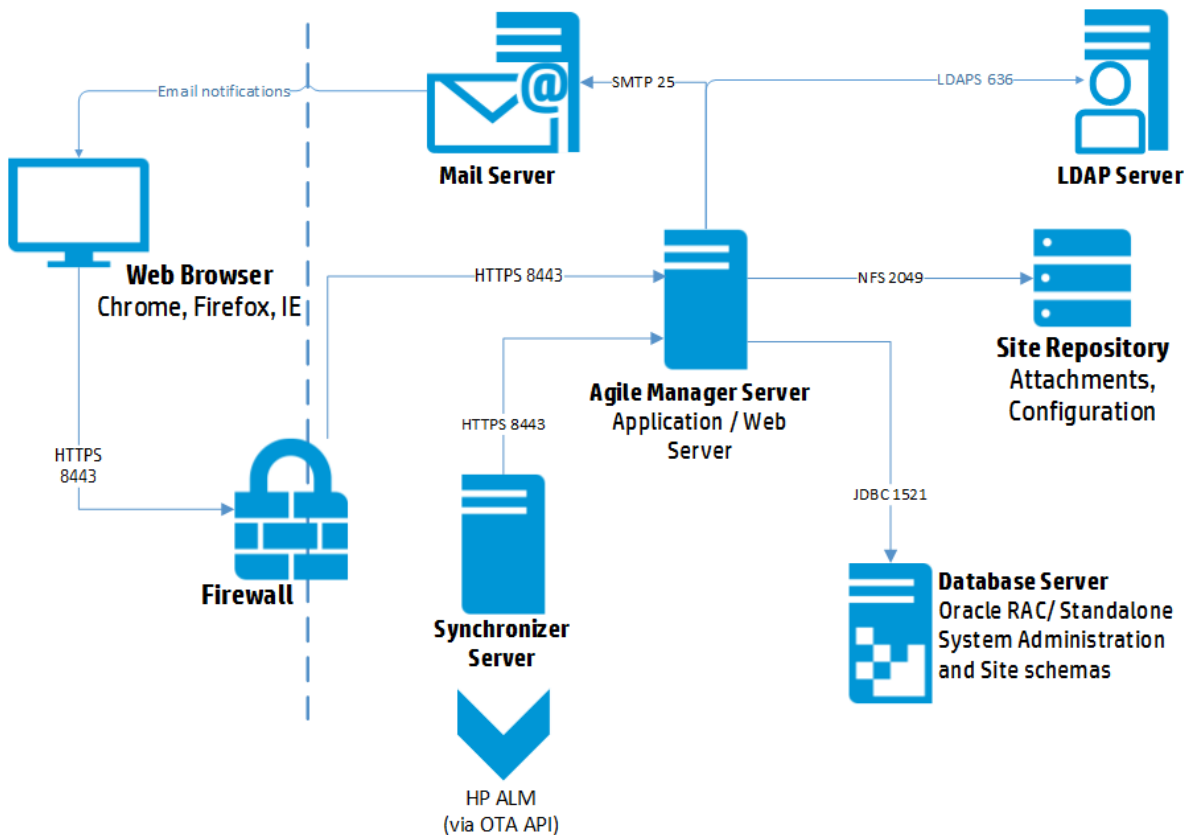 SMTP 25
LDAPS 636
Email notifications
@
Mail Server
LDAP Server
Web Browser
Chrome, Firefox, IE
HTTPS 8443
NFS 2049
Site Repository
Attachments,
Configuration
Agile Manager Server
Application / Web
Server
HTTPS 8443
HTTPS
8443
JDBC 1521
Firewall
Database Server
Oracle RAC/ Standalone
System Administration
and Site schemas
Synchronizer
Server
HP ALM
(via OTA API)